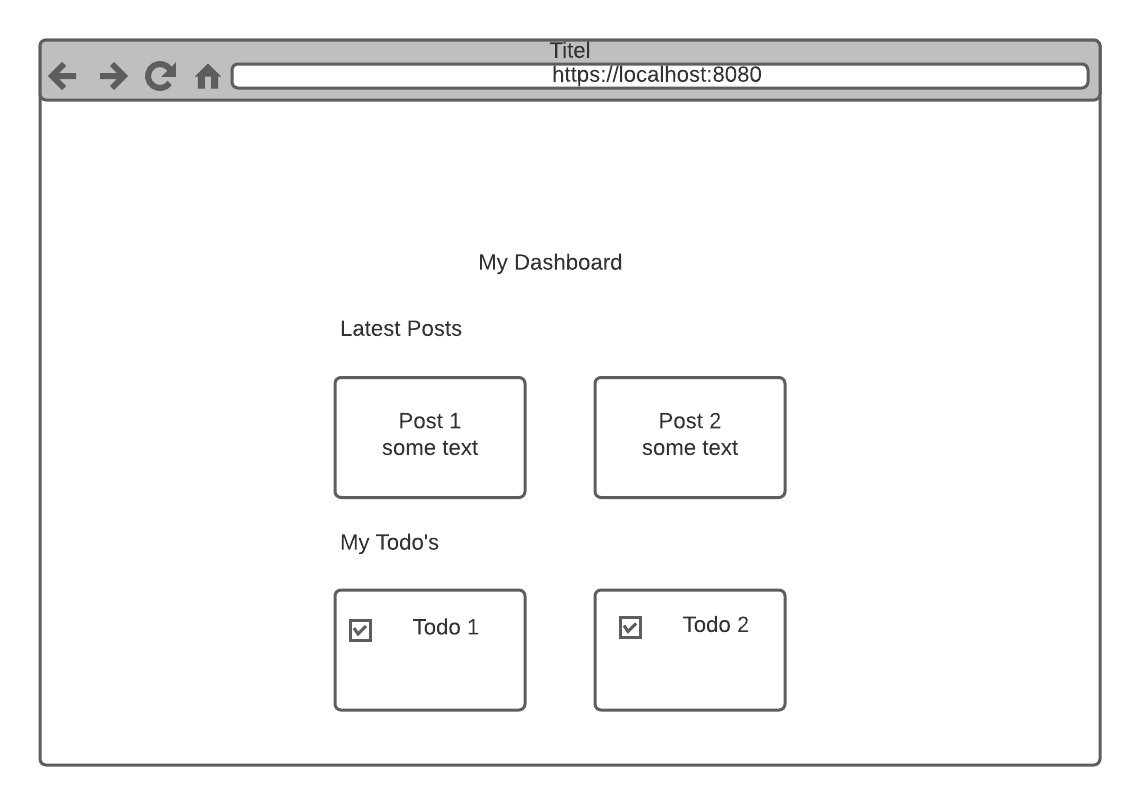 Titel
https://localhost:8080
My Dashboard
Latest Posts
Post 1
some text
Post 2
some text
My Todo's
Todo 1
Todo 2